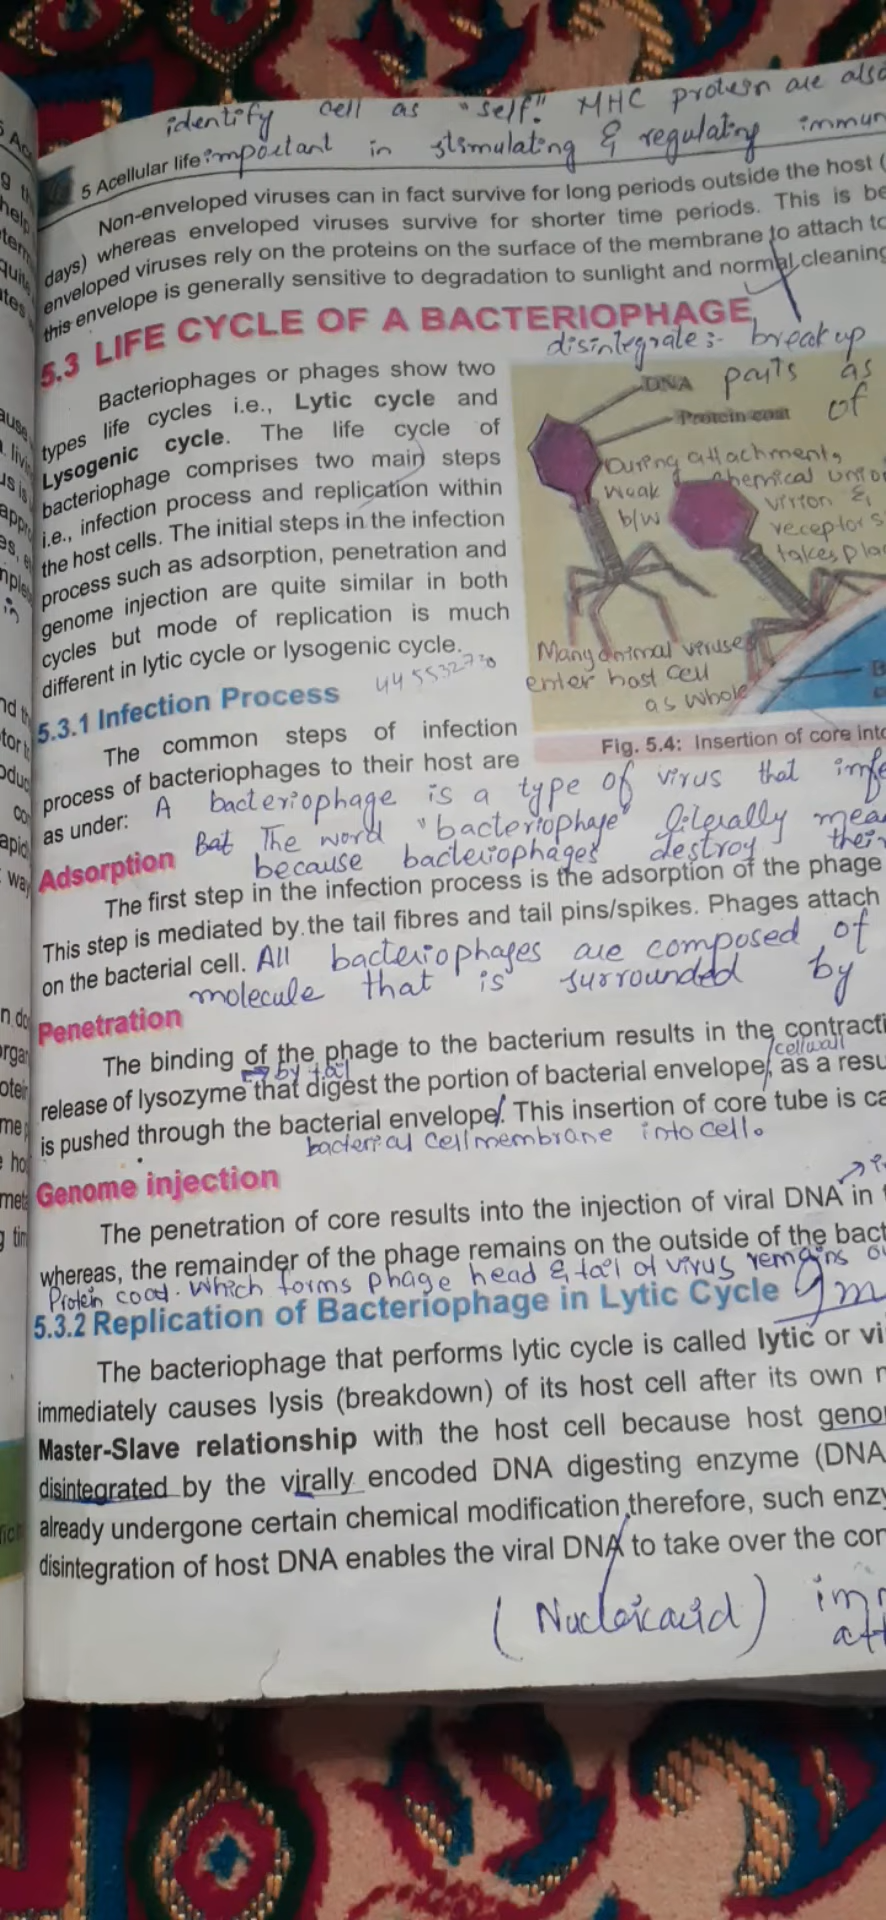 identify cell as "self". MHC protein are also
5 Acellular life important in stimulating & regulating immun
Non-enveloped viruses can in fact survive for long periods outside the host (
days) whereas enveloped viruses survive for shorter time periods. This is be
enveloped viruses rely on the proteins on the surface of the membrane to attach to
this envelope is generally sensitive to degradation to sunlight and normal cleaning
5.3 LIFE CYCLE OF A BACTERIOPHAGE
disintegrate :- break up
parts as
of
Bacteriophages or phages show two
types life cycles i.e., Lytic cycle and
Lysogenic cycle. The life cycle of
bacteriophage comprises two main steps
i.e., infection process and replication within
the host cells. The initial steps in the infection
process such as adsorption, penetration and
genome injection are quite similar in both
cycles but mode of replication is much
different in lytic cycle or lysogenic cycle.
DNA
Protein coat
During attachment,
weak chemical union
b/w virion &
receptors
takes pla
Many animal viruses
enter host cell
as whole
B
Fig. 5.4: Insertion of core into
5.3.1 Infection Process
The common steps of infection
process of bacteriophages to their host are
as under: A bacteriophage is a type of virus that infe
Bat The word "bacteriophage" literally mea
Adsorption because bacteriophages destroy their
The first step in the infection process is the adsorption of the phage
This step is mediated by the tail fibres and tail pins/spikes. Phages attach
on the bacterial cell. All bacteriophages are composed of
molecule that is surrounded by
Penetration
The binding of the phage to the bacterium results in the contracti
by tail
cellwall
release of lysozyme that digest the portion of bacterial envelope, as a resu
is pushed through the bacterial envelope. This insertion of core tube is ca
bacterial cellmembrane into cell.
Genome injection
The penetration of core results into the injection of viral DNA in
whereas, the remainder of the phage remains on the outside of the bact
Protein coat. Which forms phage head & tail of virus remains ou
5.3.2 Replication of Bacteriophage in Lytic Cycle
The bacteriophage that performs lytic cycle is called lytic or vi
immediately causes lysis (breakdown) of its host cell after its own r
Master-Slave relationship with the host cell because host geno
disintegrated by the virally encoded DNA digesting enzyme (DNA
already undergone certain chemical modification therefore, such enzy
disintegration of host DNA enables the viral DNA to take over the con
(Nucleic acid)